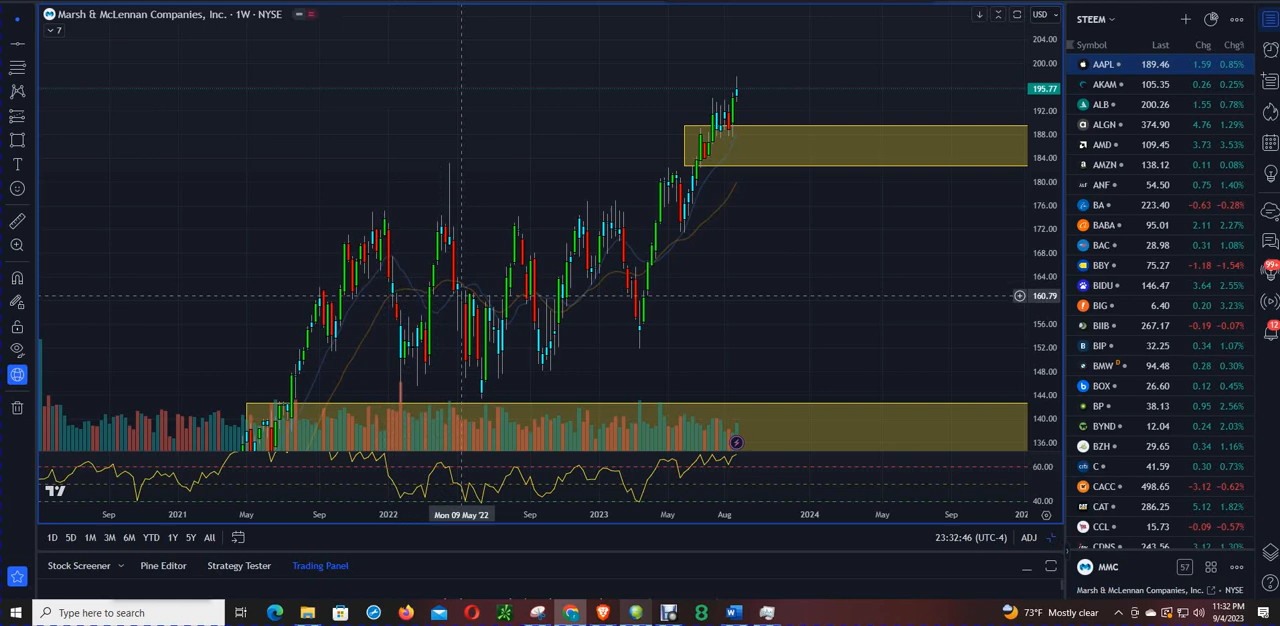 Marsh & McLennan Companies, Inc. · 1W · NYSE
7
USD
204.00
200.00
195.77
192.00
188.00
184.00
180.00
176.00
172.00
168.00
164.00
160.79
156.00
152.00
148.00
144.00
140.00
136.00
60.00
40.00
Sep 2021 May Sep 2022 Mon 09 May '22 Sep 2023 May Aug 2024 May Sep 202
1D 5D 1M 3M 6M YTD 1Y 5Y All
23:32:46 (UTC-4) ADJ
Stock Screener Pine Editor Strategy Tester Trading Panel
STEEM
Symbol Last Chg Chg%
AAPL 189.46 1.59 0.85%
AKAM 105.35 0.26 0.25%
ALB 200.26 1.55 0.78%
ALGN 374.90 4.76 1.29%
AMD 109.45 3.73 3.53%
AMZN 138.12 0.11 0.08%
ANF 54.50 0.75 1.40%
BA 223.40 −0.63 −0.28%
BABA 95.01 2.11 2.27%
BAC 28.98 0.31 1.08%
BBY 75.27 −1.18 −1.54%
BIDU 146.47 3.64 2.55%
BIG 6.40 0.20 3.23%
BIIB 267.17 −0.19 −0.07%
BIP 32.25 0.34 1.07%
BMW D 94.48 0.28 0.30%
BOX 26.60 0.12 0.45%
BP 38.13 0.95 2.56%
BYND 12.04 0.24 2.03%
BZH 29.65 0.34 1.16%
C 41.59 0.30 0.73%
CACC 498.65 −3.12 −0.62%
CAT 286.25 5.12 1.82%
CCL 15.73 −0.09 −0.57%
CDNS 243.56 3.12 1.30%
MMC 57
Marsh & McLennan Companies, Inc. · NYSE
99+
12
Type here to search
73°F Mostly clear
11:32 PM
9/4/2023